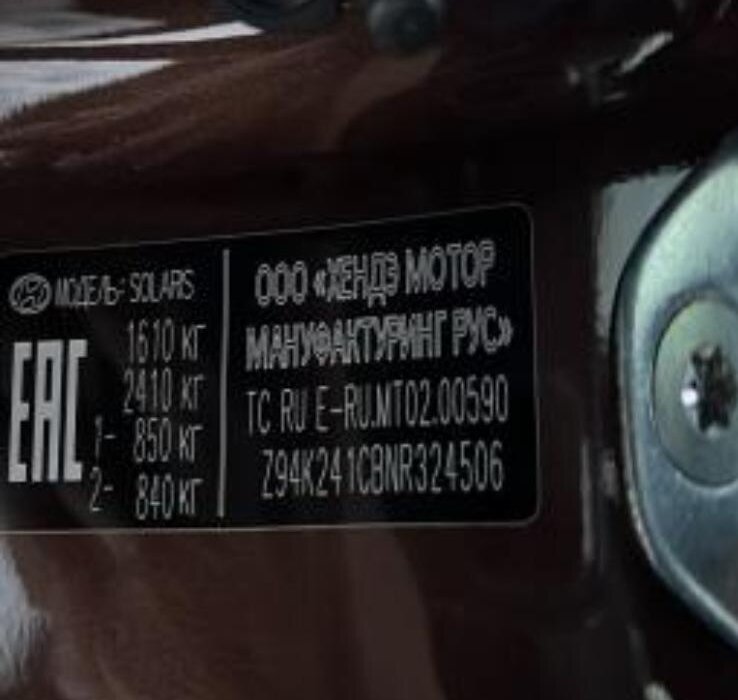 МОДЕЛЬ: SOLARIS
EAC
1610 кг
2410 кг
1- 850 кг
2- 840 кг
ООО «ХЕНДЭ МОТОР
МАНУФАКТУРИНГ РУС»
ТС RU E-RU.MT02.00590
Z94K241CBNR324506